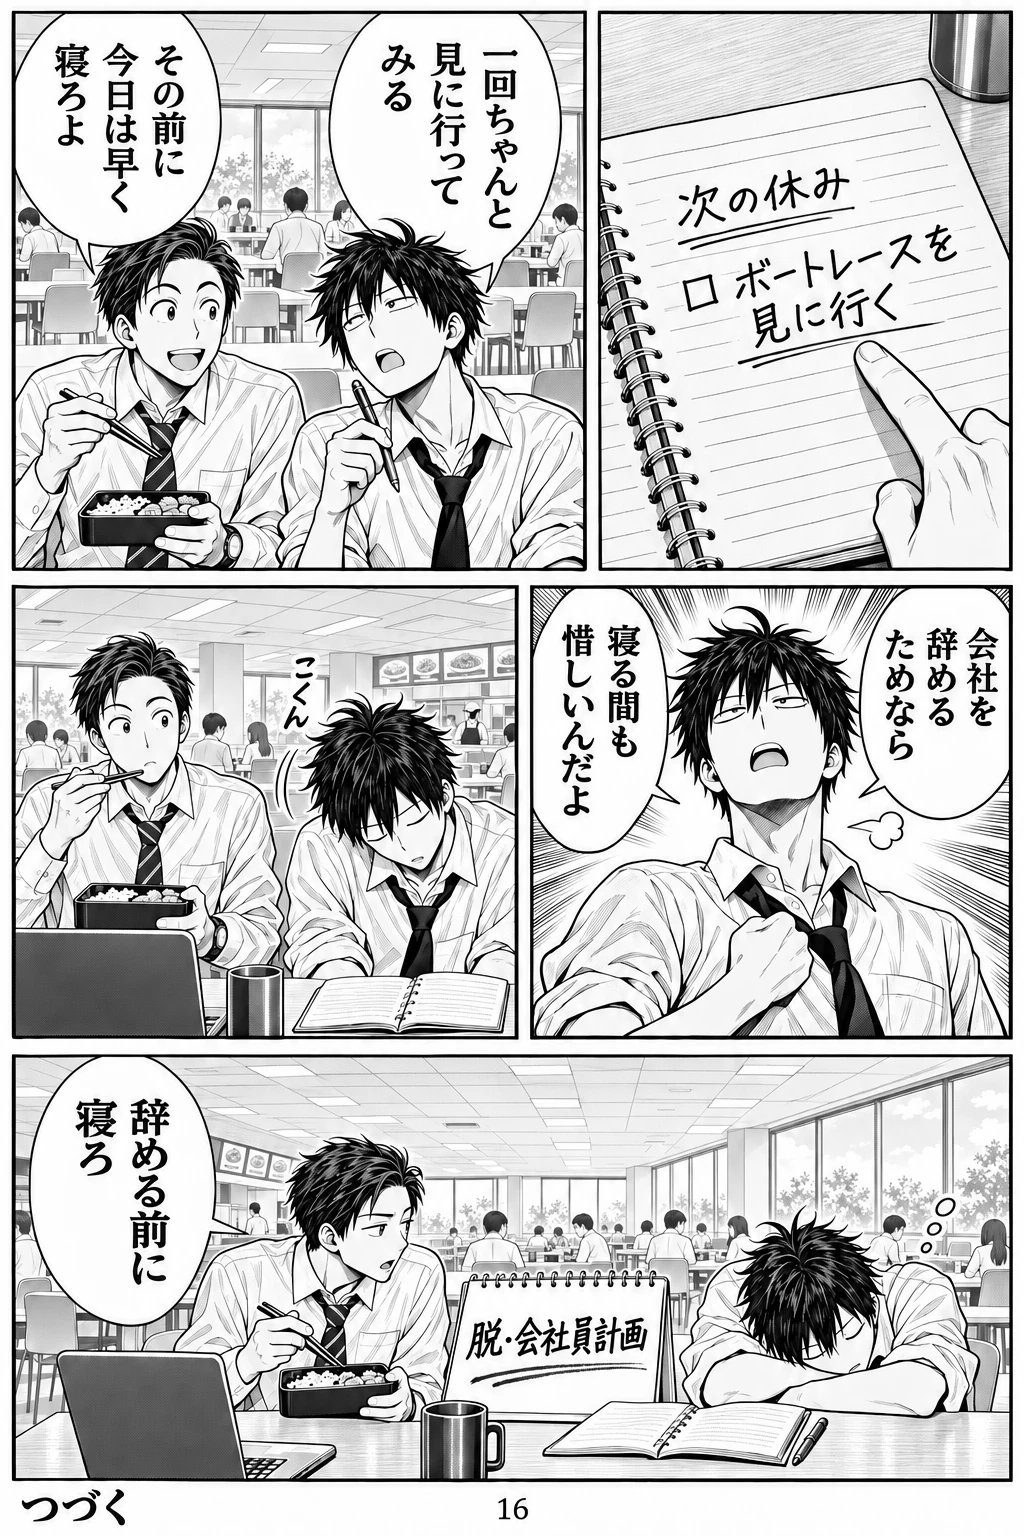 次の休み
□ ボートレースを
見に行く
一回ちゃんと
見に行って
みる
その前に
今日は早く
寝ろよ
会社を
辞める
ためなら
寝る間も
惜しいんだよ
こくん
辞める前に
寝ろ
脱・会社員計画
つづく
16